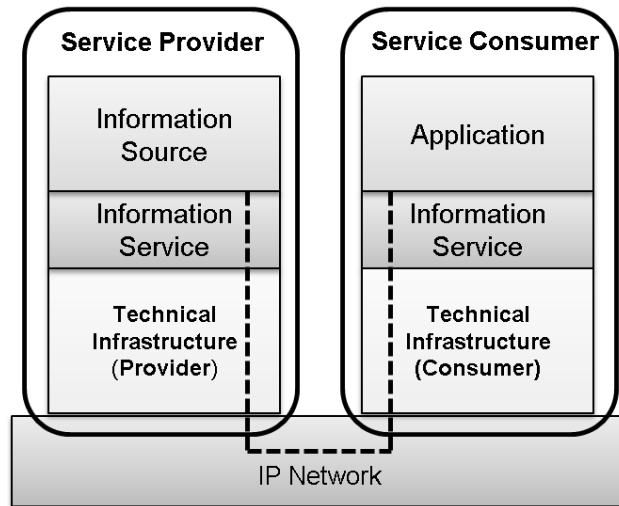 Service Provider
Information
Source
Information
Service
Technical
Infrastructure
(Provider)
Service Consumer
Application
Information
Service
Technical
Infrastructure
(Consumer)
IP Network